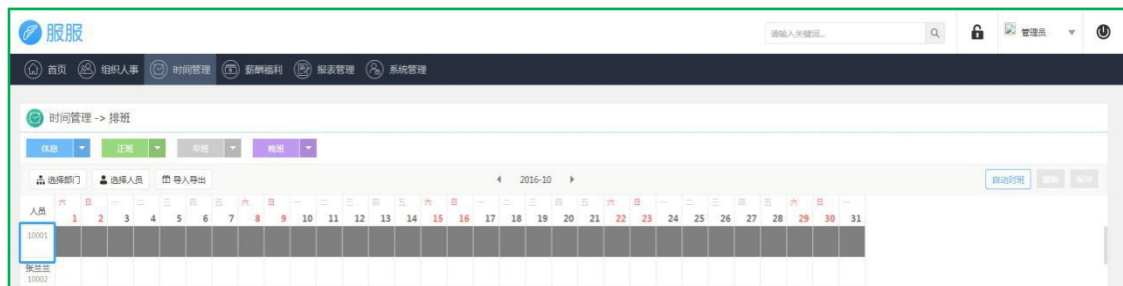 服服
请输入关键词...
管理员
首页 组织人事 时间管理 薪酬福利 报表管理 系统管理
时间管理 -> 排班
休息 正班 早班 晚班
选择部门 选择人员 导入导出 2016-10 自动对班 撤销 保存
六 日 一 二 三 四 五 六 日 一 二 三 四 五 六 日 一 二 三 四 五 六 日 一 二 三 四 五 六 日 一
人员 1 2 3 4 5 6 7 8 9 10 11 12 13 14 15 16 17 18 19 20 21 22 23 24 25 26 27 28 29 30 31
10001
张兰兰
10002